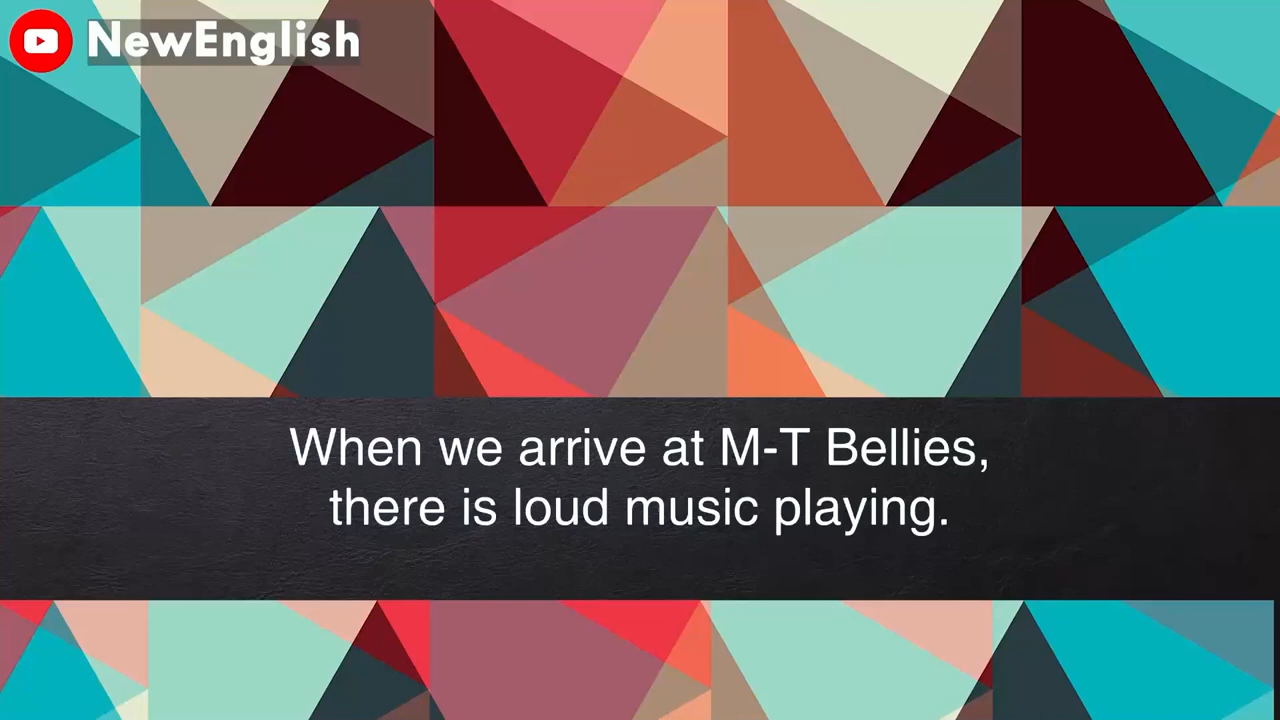 NewEnglish
When we arrive at M-T Bellies,
there is loud music playing.